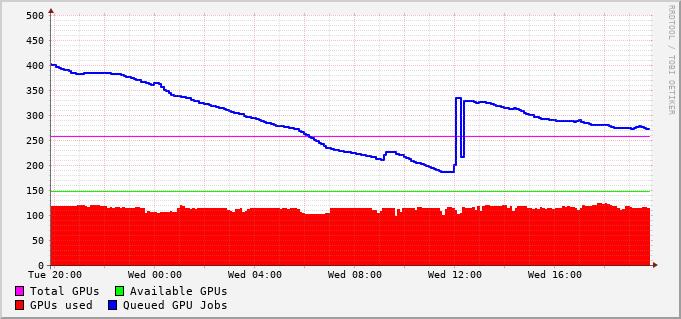 500
450
400
350
300
250
200
150
100
50
0
Tue 20:00 Wed 00:00 Wed 04:00 Wed 08:00 Wed 12:00 Wed 16:00
Total GPUs Available GPUs
GPUs used Queued GPU Jobs
RRDTOOL / TOBI OETIKER